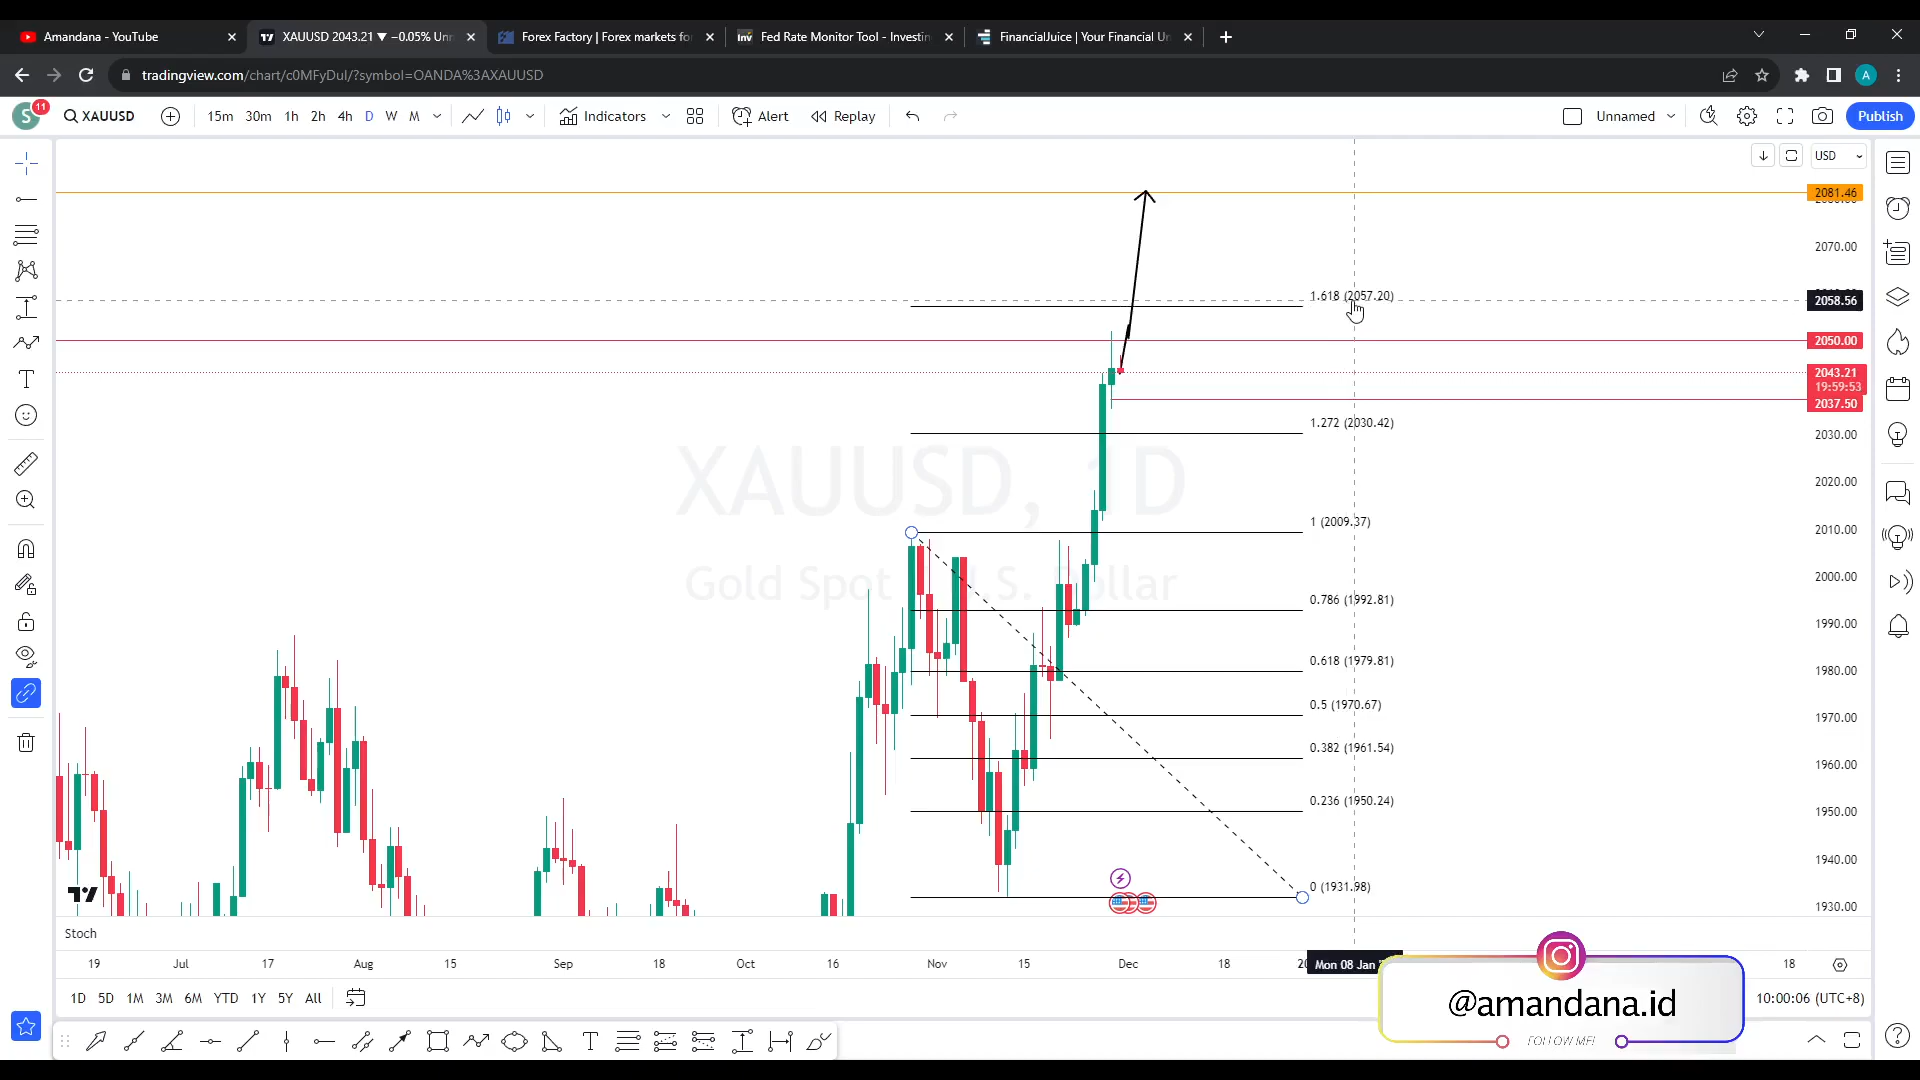 Amandana - YouTube
XAUUSD 2043.21 ▼ −0.05% Unn
Forex Factory | Forex markets fo
Inv
Fed Rate Monitor Tool - Investin
FinancialJuice | Your Financial
tradingview.com/chart/c0MFyDul/?symbol=OANDA%3AXAUUSD
A
S
11
XAUUSD
15m
30m
1h
2h
4h
D
W
M
Indicators
Alert
Replay
Unnamed
Publish
USD
2081.46
2070.00
1.618 (2057.20)
2058.56
2050.00
2043.21
19:59:53
2037.50
1.272 (2030.42)
2030.00
XAUUSD, 1D
2020.00
1 (2009.37)
2010.00
2000.00
0.786 (1992.81)
1990.00
0.618 (1979.81)
1980.00
0.5 (1970.67)
1970.00
0.382 (1961.54)
1960.00
0.236 (1950.24)
1950.00
1940.00
0 (1931.98)
1930.00
Stoch
19
Jul
17
Aug
15
Sep
18
Oct
16
Nov
15
Dec
18
Mon 08 Jan
18
1D
5D
1M
3M
6M
YTD
1Y
5Y
All
10:00:06 (UTC+8)
@amandana.id
FOLLOW ME!